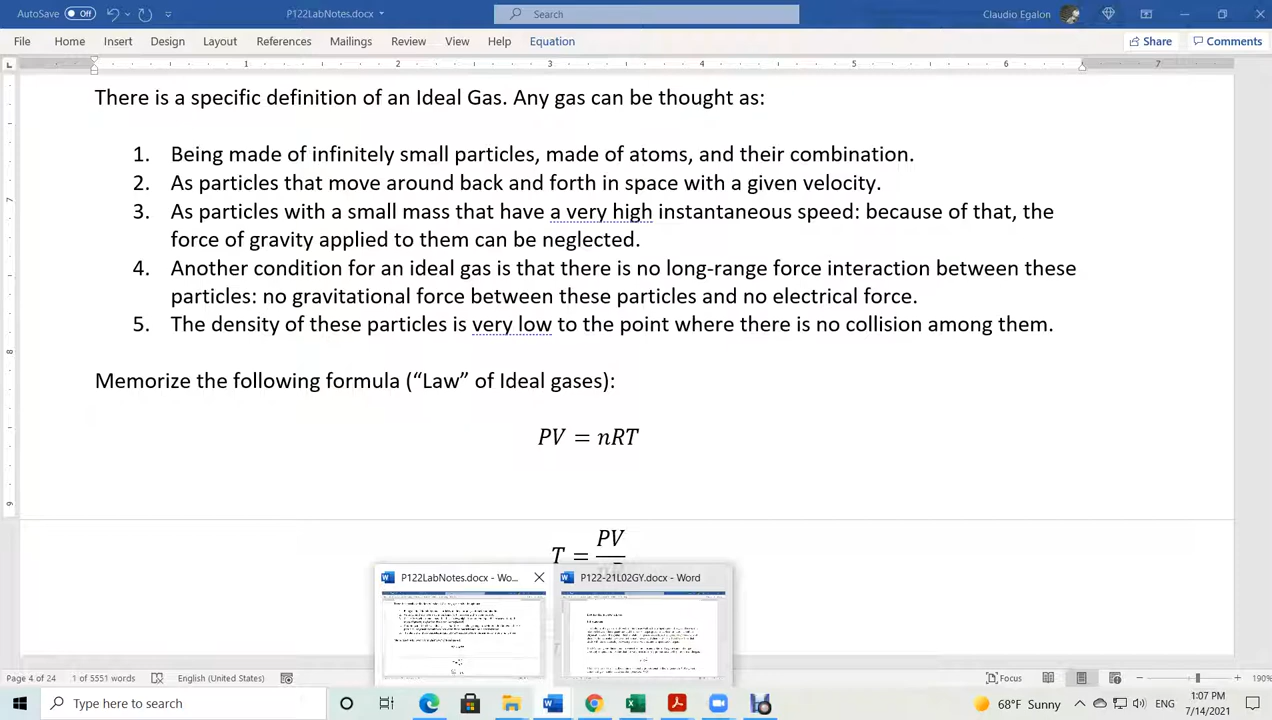 AutoSave Off P122LabNotes.docx Search Claudio Egalon
File Home Insert Design Layout References Mailings Review View Help Equation Share Comments
1 2 3 4 5 6 7
There is a specific definition of an Ideal Gas. Any gas can be thought as:
1. Being made of infinitely small particles, made of atoms, and their combination.
2. As particles that move around back and forth in space with a given velocity.
3. As particles with a small mass that have a very high instantaneous speed: because of that, the
force of gravity applied to them can be neglected.
4. Another condition for an ideal gas is that there is no long-range force interaction between these
particles: no gravitational force between these particles and no electrical force.
5. The density of these particles is very low to the point where there is no collision among them.
Memorize the following formula (“Law” of Ideal gases):
PV = nRT
T = PV
P122LabNotes.docx - Wo... P122-21L02GY.docx - Word
Page 4 of 24 1 of 5551 words English (United States) Focus 190%
Type here to search 68°F Sunny ENG 1:07 PM
7/14/2021